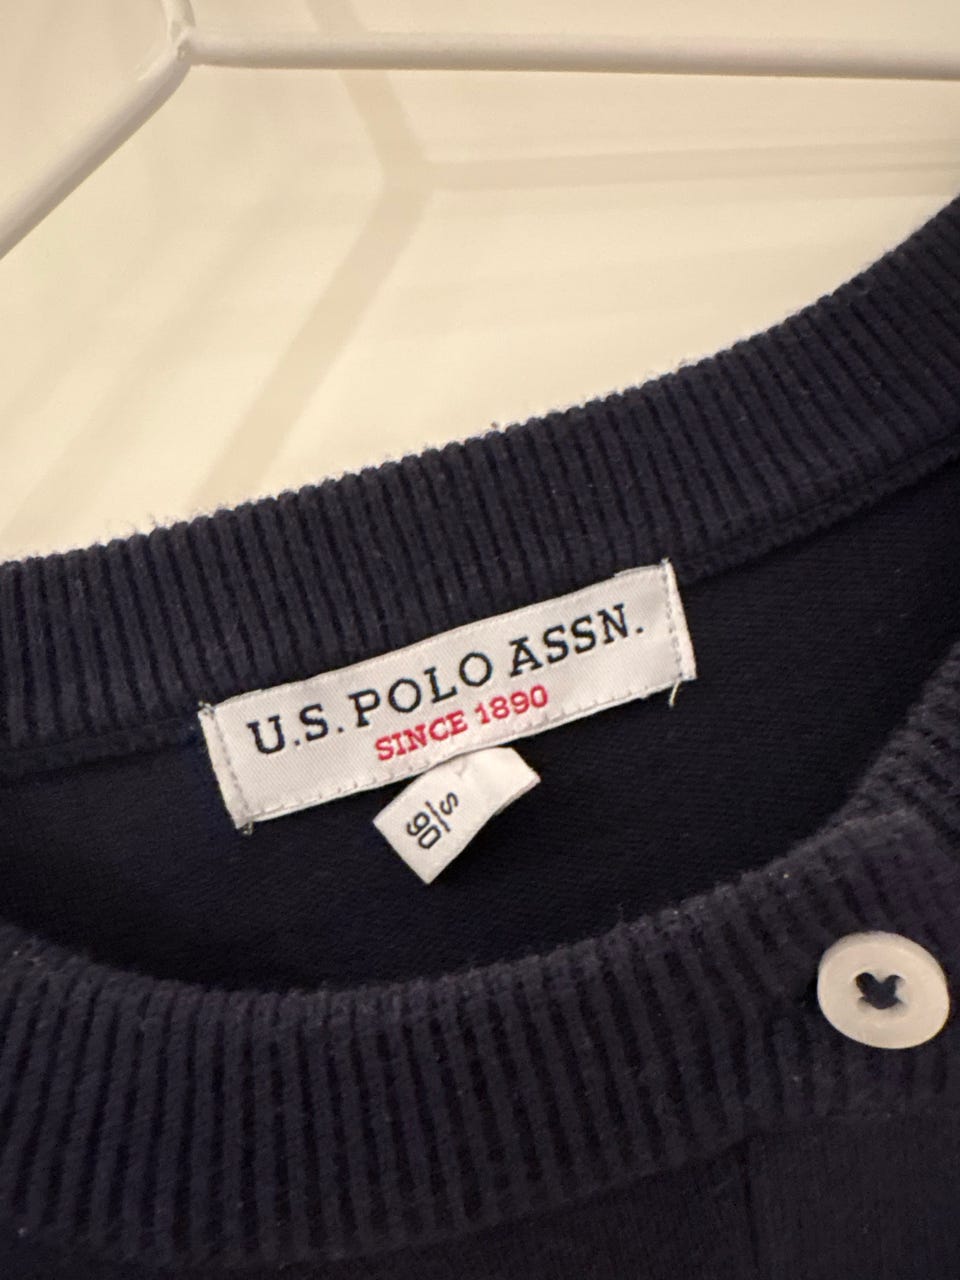 U.S. POLO ASSN.
SINCE 1890
S/90